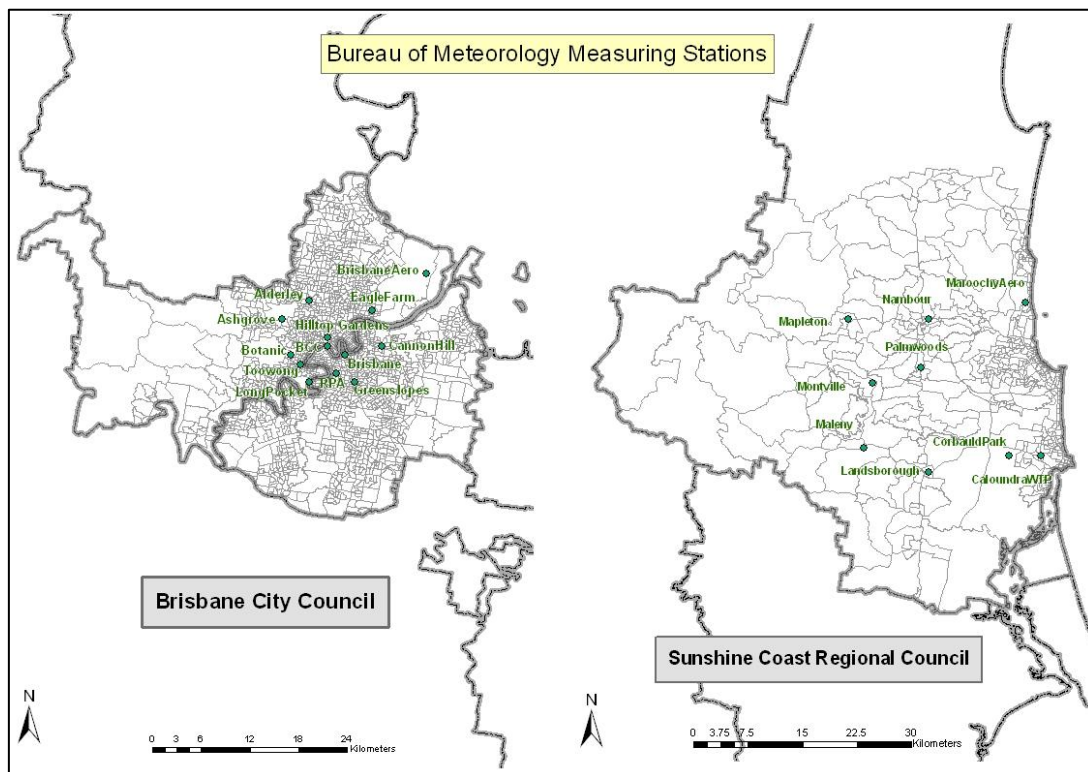 Bureau of Meteorology Measuring Stations
BrisbaneAero
Alderley
EagleFarm
Ashgrove
Hilltop Gardens
BCC
CannonHill
Botanic
Brisbane
Toowong
RPA
LongPocket
Greenslopes
Brisbane City Council
N
0 3 6 12 18 24
Kilometers
MaroochyAero
Nambour
Mapleton
Palmwoods
Montville
Maleny
CorbauldPark
Landsborough
CaloundraWTP
Sunshine Coast Regional Council
N
0 3.75 7.5 15 22.5 30
Kilometers